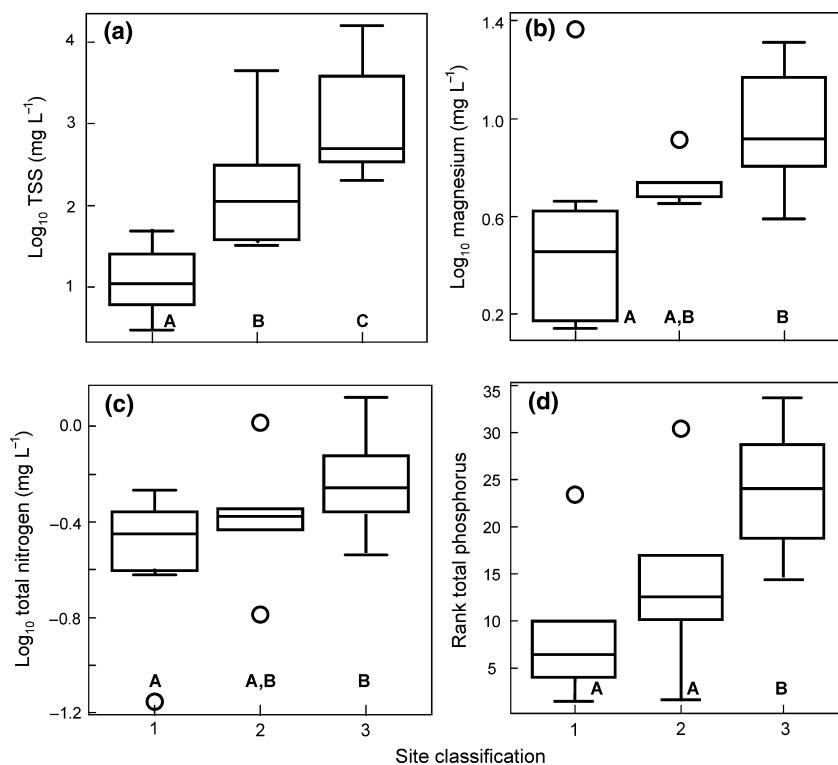 (a)
Log₁₀ TSS (mg L⁻¹)
4
3
2
1
A B C
(b)
Log₁₀ magnesium (mg L⁻¹)
1.4
1.0
0.6
0.2
A A,B B
(c)
Log₁₀ total nitrogen (mg L⁻¹)
0.0
–0.4
–0.8
–1.2
A A,B B
1 2 3
(d)
Rank total phosphorus
35
30
25
20
15
10
5
A A B
1 2 3
Site classification